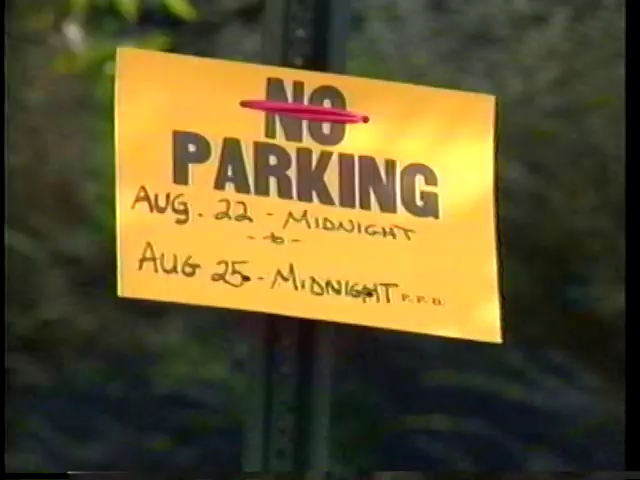 NO
PARKING
AUG. 22 - MIDNIGHT
- to -
AUG 25 - MIDNIGHT P.P.D.